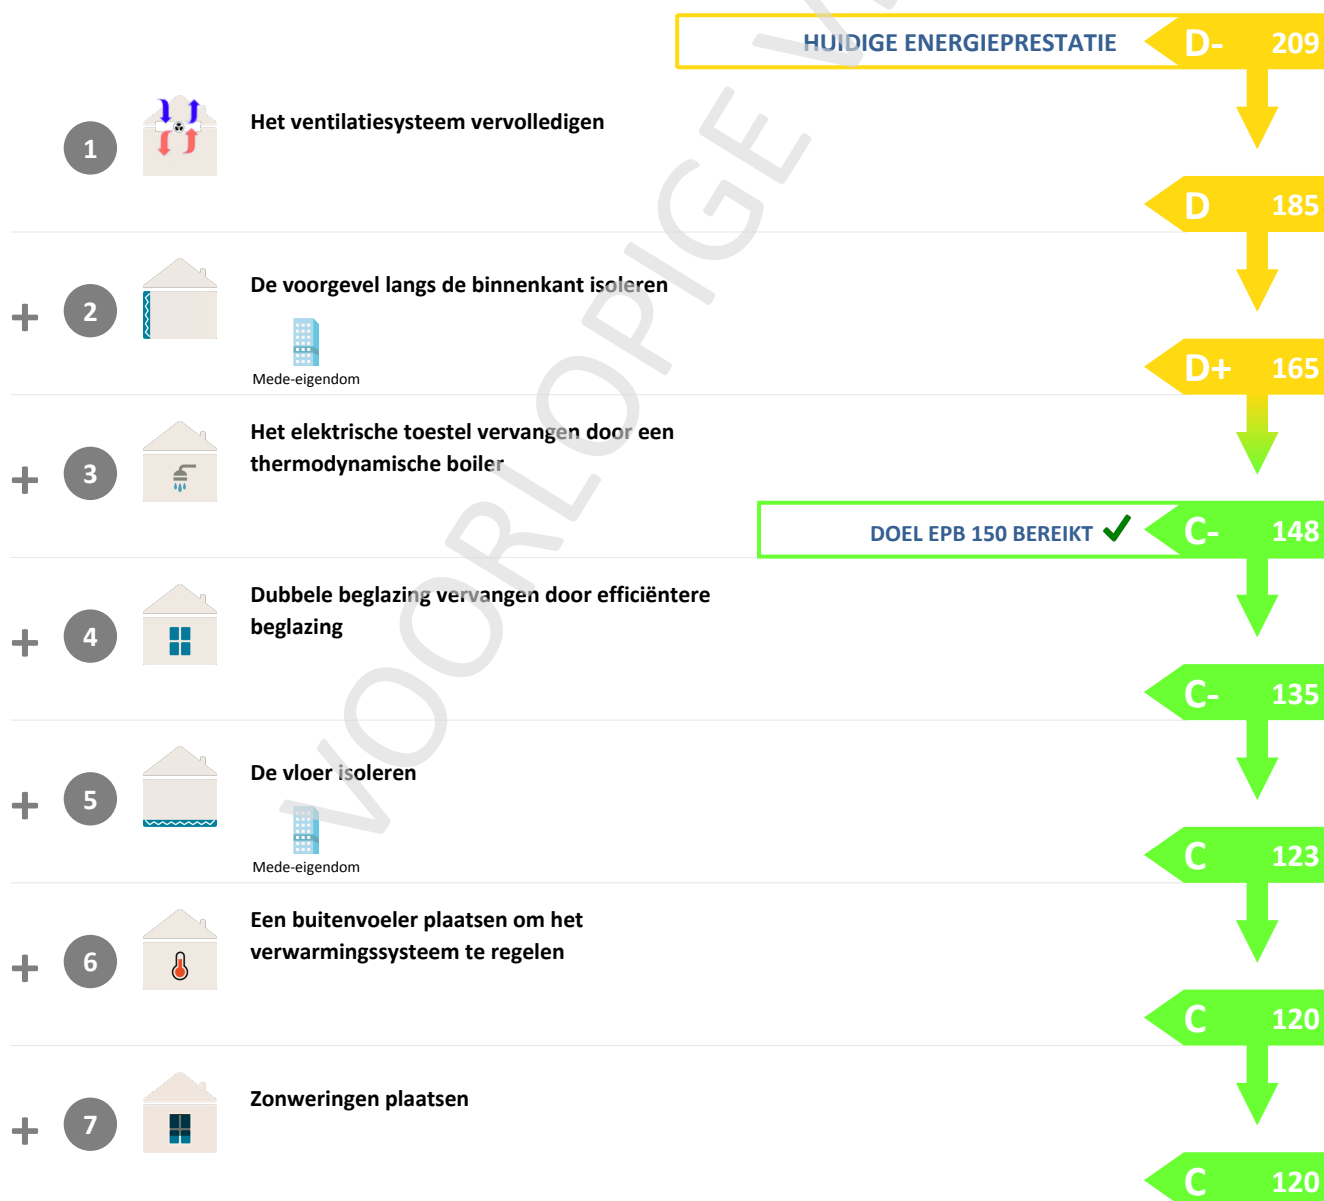 HUIDIGE ENERGIEPRESTATIE D- 209
1 Het ventilatiesysteem vervolledigen
D 185
+ 2 De voorgevel langs de binnenkant isoleren
Mede-eigendom
D+ 165
+ 3 Het elektrische toestel vervangen door een
thermodynamische boiler
DOEL EPB 150 BEREIKT ✓ C- 148
+ 4 Dubbele beglazing vervangen door efficiëntere
beglazing
C- 135
+ 5 De vloer isoleren
Mede-eigendom
C 123
+ 6 Een buitenvoeler plaatsen om het
verwarmingssysteem te regelen
C 120
+ 7 Zonweringen plaatsen
C 120
VOORLOPIGE V